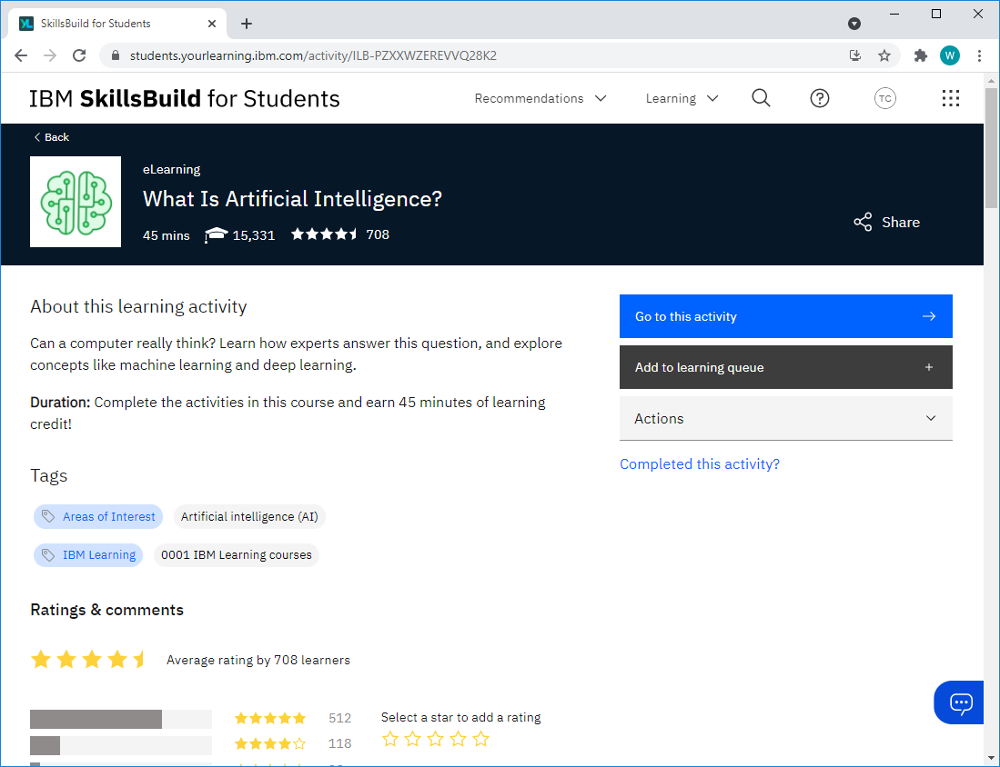 SkillsBuild for Students
students.yourlearning.ibm.com/activity/ILB-PZXXWZEREVVQ28K2
W
IBM SkillsBuild for Students
Recommendations
Learning
TC
Back
eLearning
What Is Artificial Intelligence?
45 mins 15,331 708
Share
About this learning activity
Can a computer really think? Learn how experts answer this question, and explore
concepts like machine learning and deep learning.
Duration: Complete the activities in this course and earn 45 minutes of learning
credit!
Go to this activity
Add to learning queue
Actions
Completed this activity?
Tags
Areas of Interest Artificial intelligence (AI)
IBM Learning 0001 IBM Learning courses
Ratings & comments
Average rating by 708 learners
512
118
Select a star to add a rating